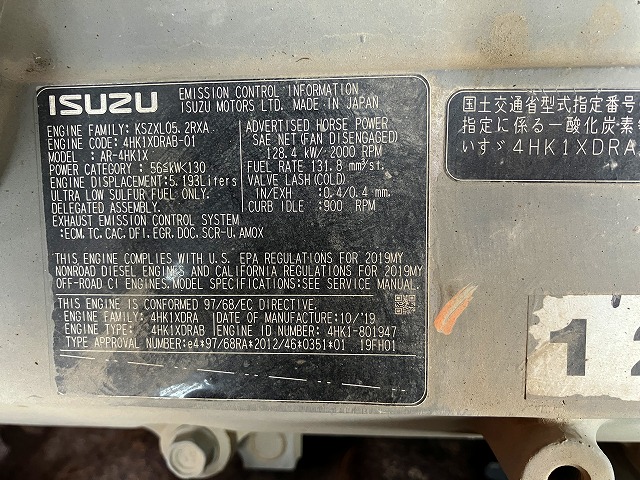 ISUZU
EMISSION CONTROL INFORMATION
ISUZU MOTORS LTD. MADE IN JAPAN
ENGINE FAMILY: KSZXL05.2RXA
ENGINE CODE: 4HK1XDRAB-01
MODEL : AR-4HK1X
POWER CATEGORY : 56≦kW<130
DISPLACEMENT: 5.193Liters
ULTRA LOW SULFUR FUEL ONLY.
DELEGATED ASSEMBLY.
EXHAUST EMISSION CONTROL SYSTEM
:ECM,TC,CAC,DFI,EGR,DOC,SCR-U,AMOX
ADVERTISED HORSE POWER
SAE NET(FAN DISENGAGED)
128.4 kW/2000 RPM
FUEL RATE 131.8 mm³/st.
VALVE LASH(COLD)
IN/EXH : 0.4/0.4 mm.
CURB IDLE : 900 RPM
THIS ENGINE COMPLIES WITH U.S. EPA REGULATIONS FOR 2019MY
NONROAD DIESEL ENGINES AND CALIFORNIA REGULATIONS FOR 2019MY
OFF-ROAD CI ENGINES. MODEL SPECIFICATIONS:SEE SERVICE MANUAL.
THIS ENGINE IS CONFORMED 97/68/EC DIRECTIVE.
ENGINE FAMILY: 4HK1XDRA DATE OF MANUFACTURE:10/'19
ENGINE TYPE: 4HK1XDRAB ENGINE ID NUMBER: 4HK1-801947
TYPE APPROVAL NUMBER:e4*97/68RA*2012/46*0351*01 19FH01
国土交通省型式指定番号
指定に係る一酸化炭素
いすゞ4HK1XDRA